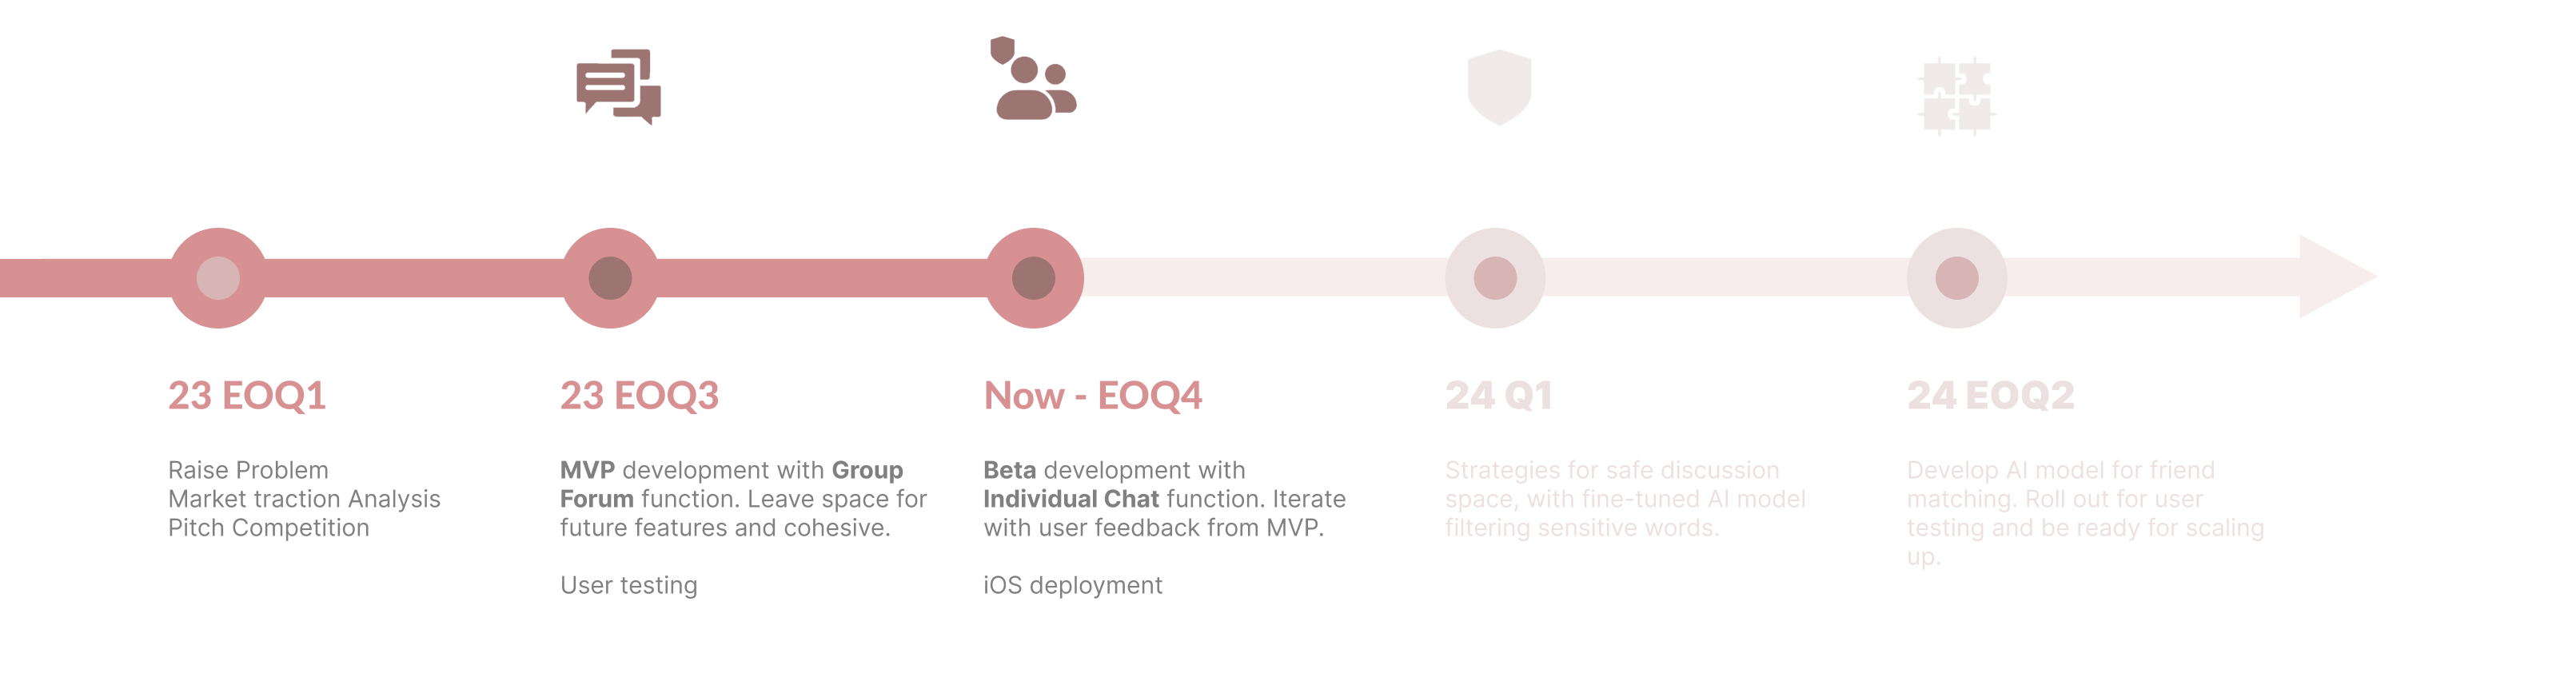 23 EOQ1
Raise Problem
Market traction Analysis
Pitch Competition
23 EOQ3
MVP development with Group
Forum function. Leave space for
future features and cohesive.
User testing
Now - EOQ4
Beta development with
Individual Chat function. Iterate
with user feedback from MVP.
iOS deployment
24 Q1
Strategies for safe discussion
space, with fine-tuned AI model
filtering sensitive words.
24 EOQ2
Develop AI model for friend
matching. Roll out for user
testing and be ready for scaling
up.